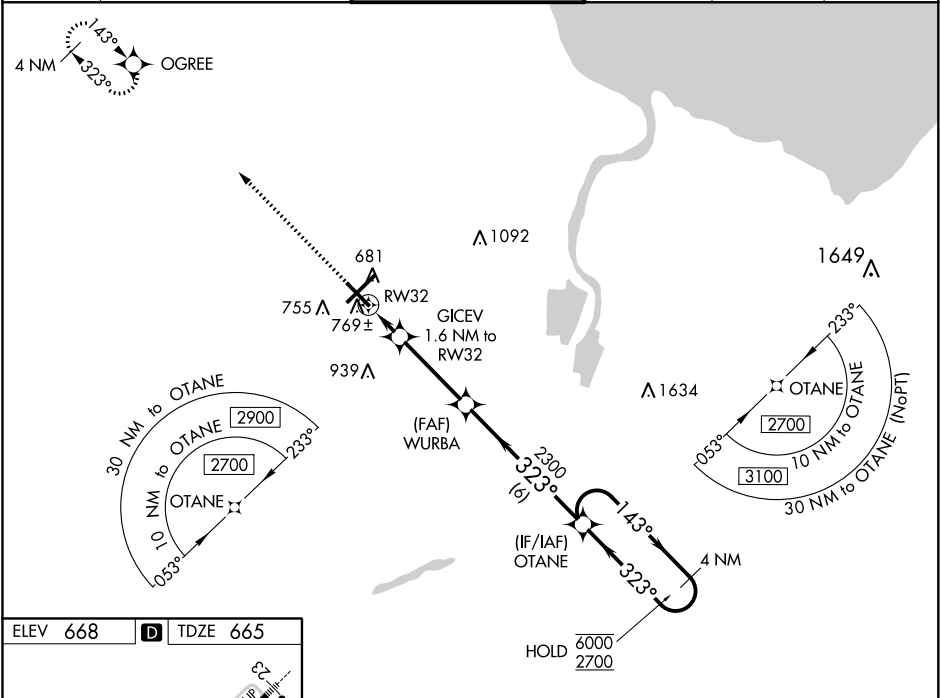 143°
4 NM
323°
OGREE
1092
681
1649
RW32
755
769±
GICEV
1.6 NM to
RW32
939
233°
OTANE
1634
053°
2700
10 NM to OTANE
3100
30 NM to OTANE (NoPT)
30 NM to OTANE
2900
10 NM to OTANE
233°
2700
OTANE
053°
(FAF)
WURBA
2300
323°
(6)
(IF/IAF)
OTANE
143°
4 NM
323°
HOLD 6000
2700
ELEV 668 D TDZE 665
23